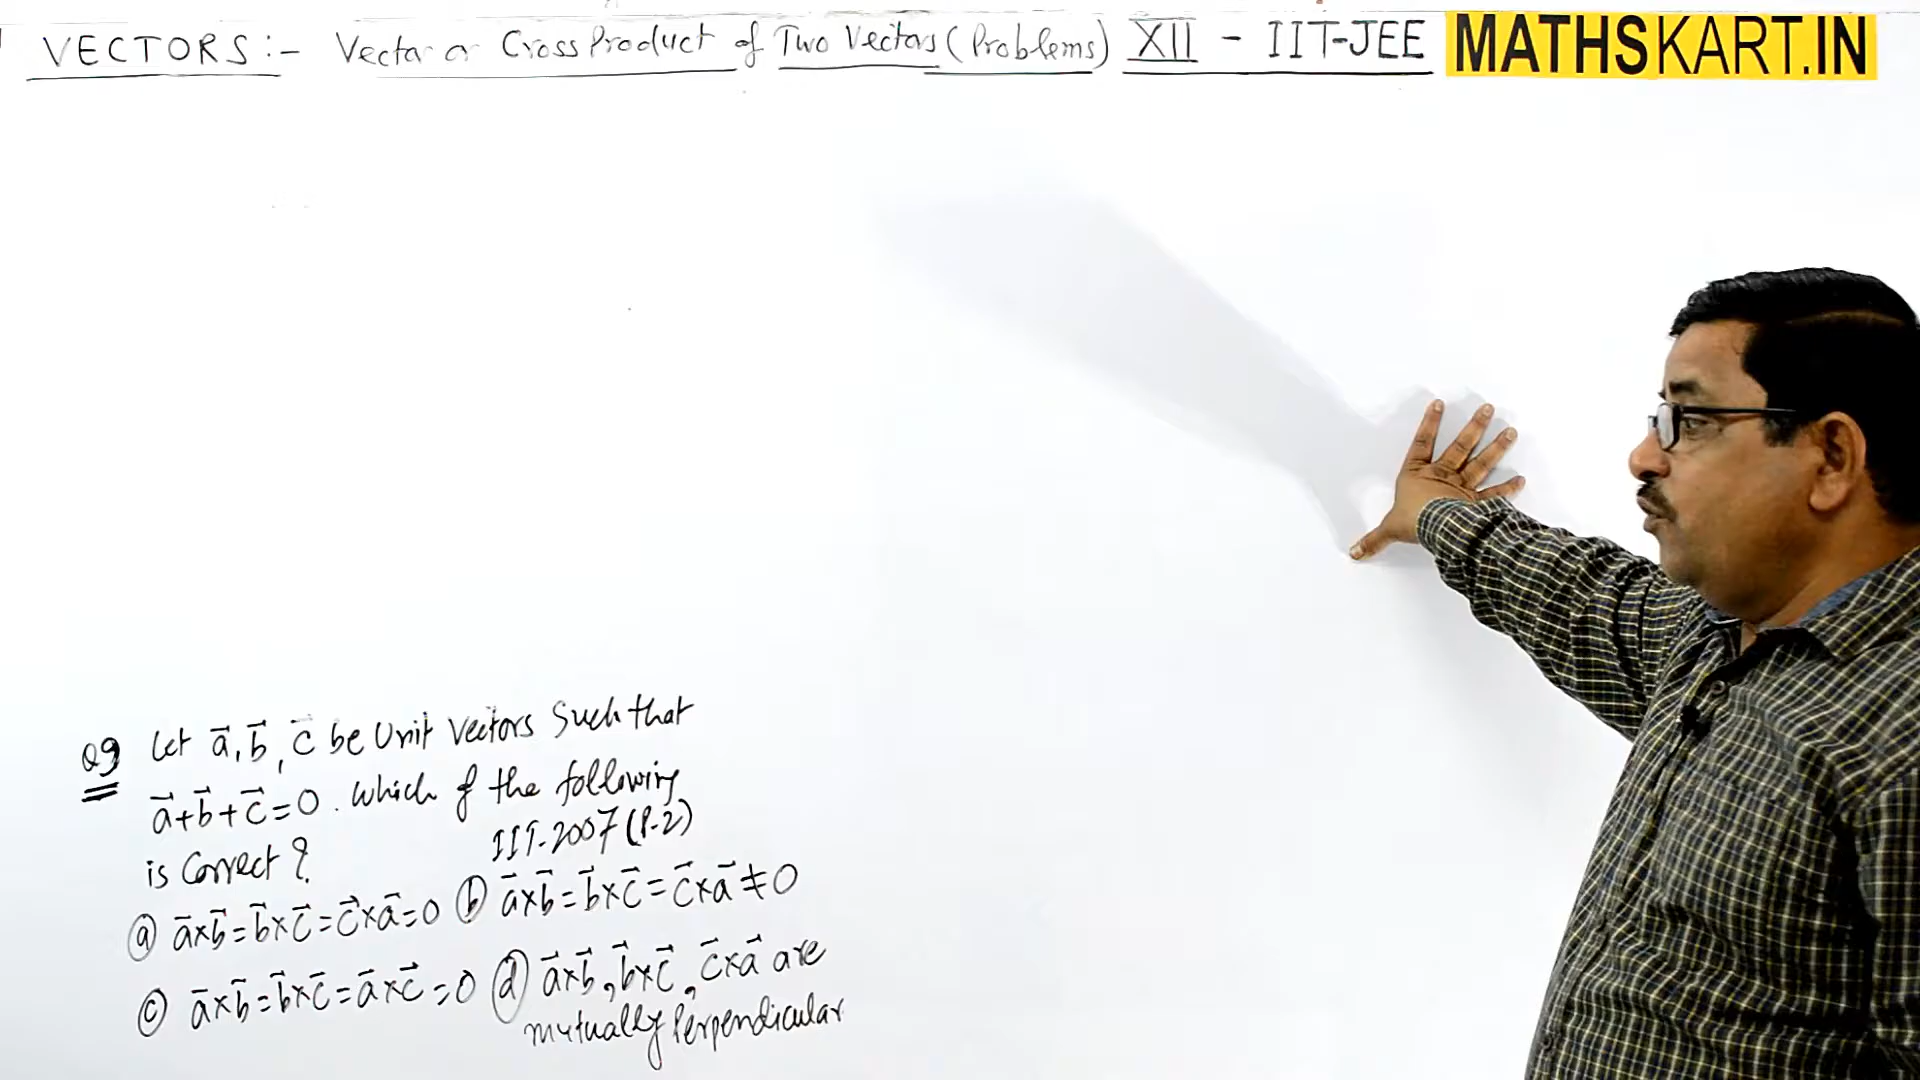 VECTORS:- Vector or Cross Product of Two Vectors (Problems) XII - IIT-JEE MATHSKART.IN
Q9 Let a⃗, b⃗, c⃗ be Unit Vectors Such that
a⃗+b⃗+c⃗=0. Which of the following
is Correct? IIT-2007 (P-2)
(a) a⃗×b⃗=b⃗×c⃗=c⃗×a⃗=0 (b) a⃗×b⃗=b⃗×c⃗=c⃗×a⃗≠0
(c) a⃗×b⃗=b⃗×c⃗=a⃗×c⃗=0 (d) a⃗×b⃗, b⃗×c⃗, c⃗×a⃗ are
mutually Perpendicular